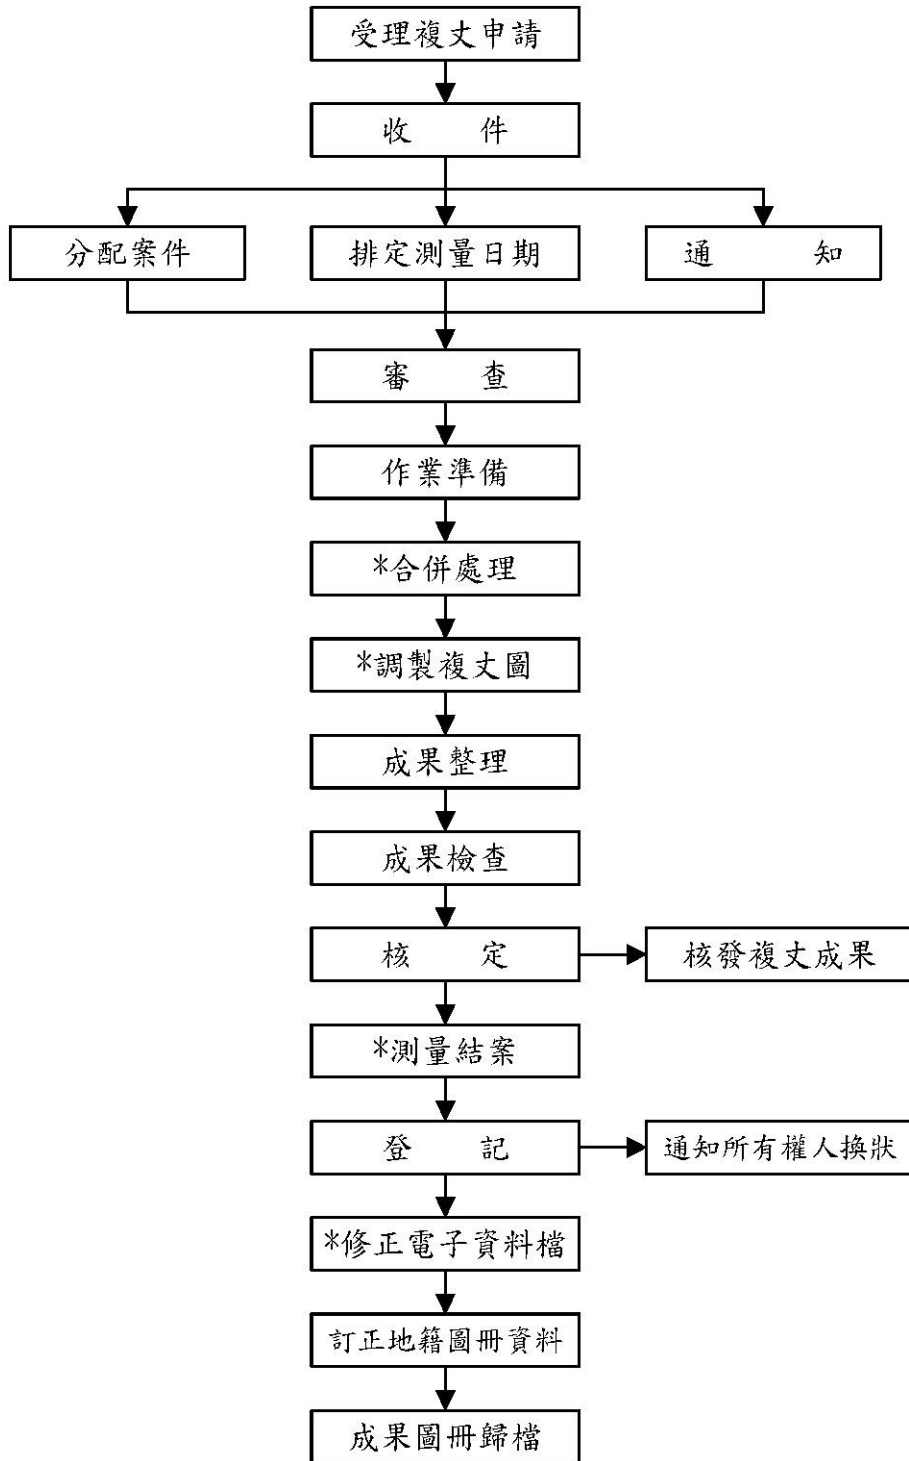 受理複丈申請
收 件
分配案件
排定測量日期
通 知
審 查
作業準備
*合併處理
*調製複丈圖
成果整理
成果檢查
核 定
核發複丈成果
*測量結案
登 記
通知所有權人換狀
*修正電子資料檔
訂正地籍圖冊資料
成果圖冊歸檔